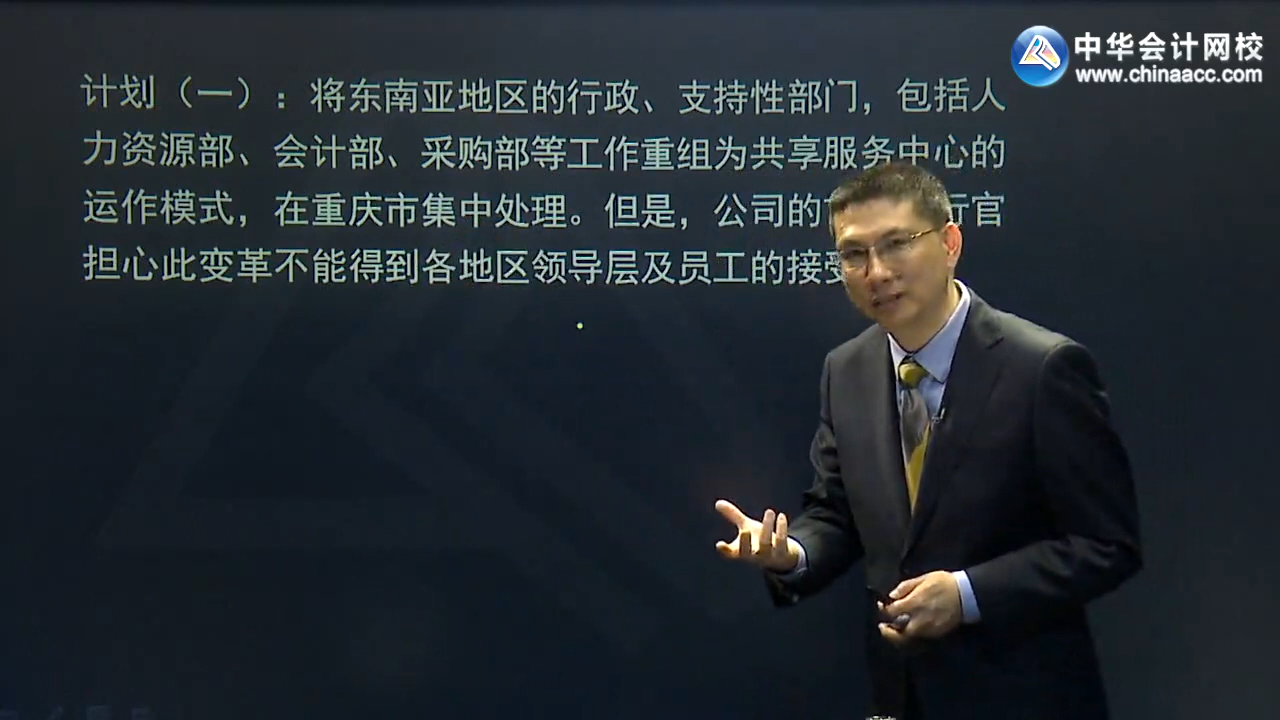 中华会计网校
www.chinaacc.com
计划（一）：将东南亚地区的行政、支持性部门，包括人
力资源部、会计部、采购部等工作重组为共享服务中心的
运作模式，在重庆市集中处理。但是，公司的 行官
担心此变革不能得到各地区领导层及员工的接受